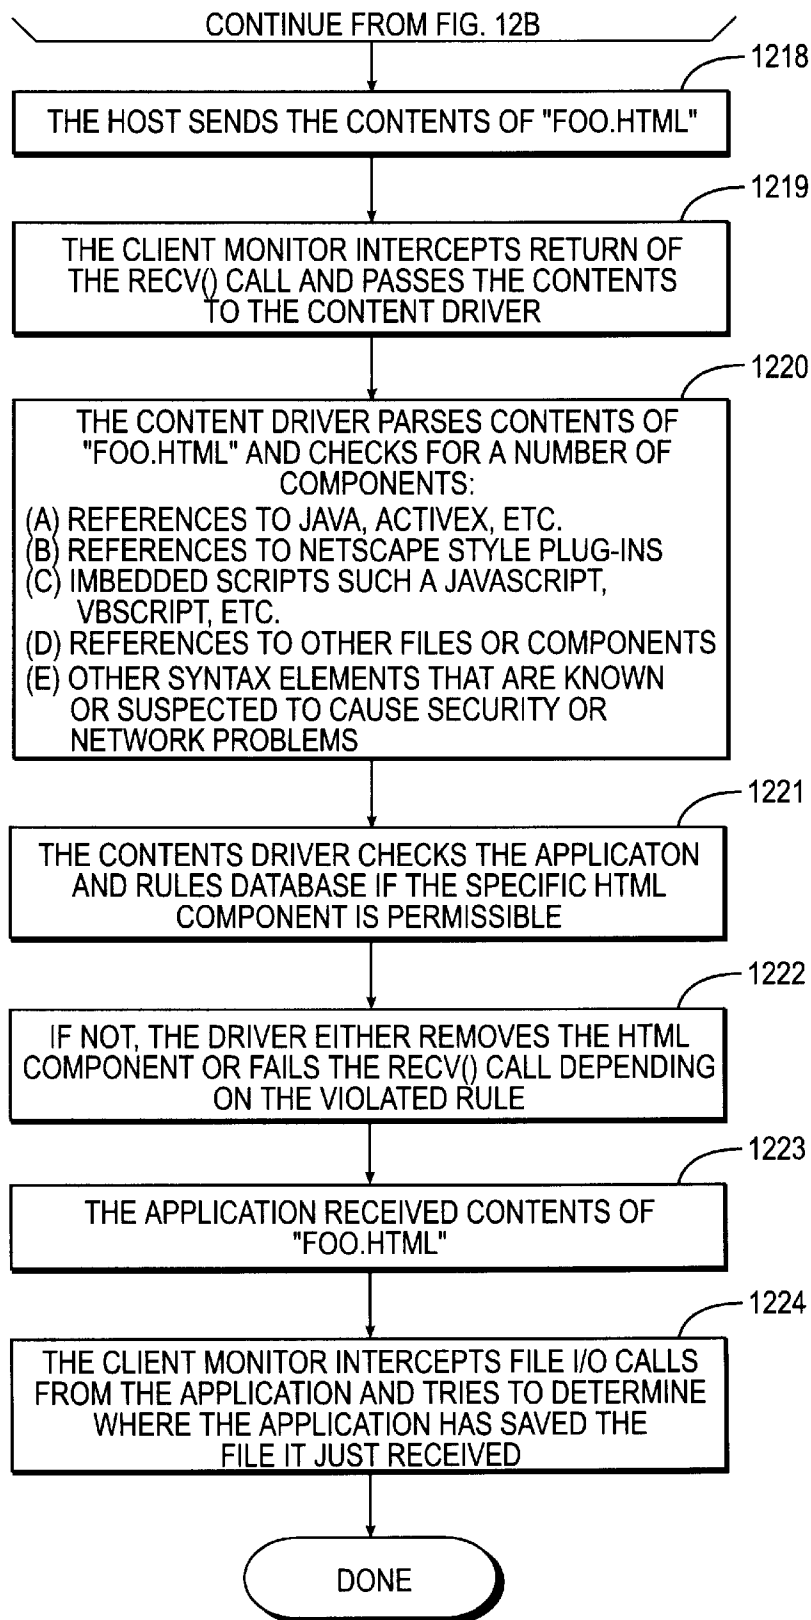 CONTINUE FROM FIG. 12B
1218
THE HOST SENDS THE CONTENTS OF "FOO.HTML"
1219
THE CLIENT MONITOR INTERCEPTS RETURN OF
THE RECV() CALL AND PASSES THE CONTENTS
TO THE CONTENT DRIVER
1220
THE CONTENT DRIVER PARSES CONTENTS OF
"FOO.HTML" AND CHECKS FOR A NUMBER OF
COMPONENTS:
(A) REFERENCES TO JAVA, ACTIVEX, ETC.
(B) REFERENCES TO NETSCAPE STYLE PLUG-INS
(C) IMBEDDED SCRIPTS SUCH A JAVASCRIPT,
VBSCRIPT, ETC.
(D) REFERENCES TO OTHER FILES OR COMPONENTS
(E) OTHER SYNTAX ELEMENTS THAT ARE KNOWN
OR SUSPECTED TO CAUSE SECURITY OR
NETWORK PROBLEMS
1221
THE CONTENTS DRIVER CHECKS THE APPLICATON
AND RULES DATABASE IF THE SPECIFIC HTML
COMPONENT IS PERMISSIBLE
1222
IF NOT, THE DRIVER EITHER REMOVES THE HTML
COMPONENT OR FAILS THE RECV() CALL DEPENDING
ON THE VIOLATED RULE
1223
THE APPLICATION RECEIVED CONTENTS OF
"FOO.HTML"
1224
THE CLIENT MONITOR INTERCEPTS FILE I/O CALLS
FROM THE APPLICATION AND TRIES TO DETERMINE
WHERE THE APPLICATION HAS SAVED THE
FILE IT JUST RECEIVED
DONE